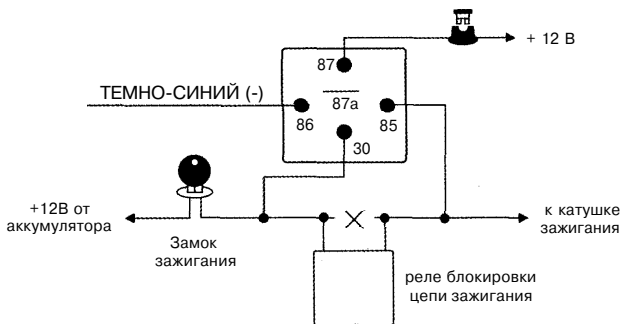 + 12 В
87
ТЕМНО-СИНИЙ (-)
87а
86
85
30
+12В от
аккумулятора
Замок
зажигания
к катушке
зажигания
реле блокировки
цепи зажигания